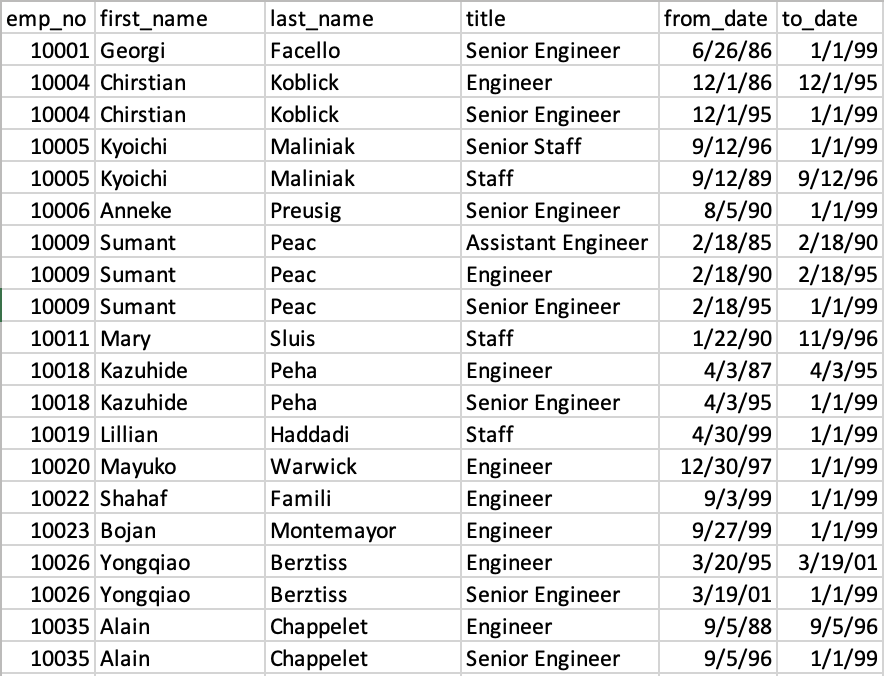 emp_no first_name last_name title from_date to_date
10001 Georgi Facello Senior Engineer 6/26/86 1/1/99
10004 Chirstian Koblick Engineer 12/1/86 12/1/95
10004 Chirstian Koblick Senior Engineer 12/1/95 1/1/99
10005 Kyoichi Maliniak Senior Staff 9/12/96 1/1/99
10005 Kyoichi Maliniak Staff 9/12/89 9/12/96
10006 Anneke Preusig Senior Engineer 8/5/90 1/1/99
10009 Sumant Peac Assistant Engineer 2/18/85 2/18/90
10009 Sumant Peac Engineer 2/18/90 2/18/95
10009 Sumant Peac Senior Engineer 2/18/95 1/1/99
10011 Mary Sluis Staff 1/22/90 11/9/96
10018 Kazuhide Peha Engineer 4/3/87 4/3/95
10018 Kazuhide Peha Senior Engineer 4/3/95 1/1/99
10019 Lillian Haddadi Staff 4/30/99 1/1/99
10020 Mayuko Warwick Engineer 12/30/97 1/1/99
10022 Shahaf Famili Engineer 9/3/99 1/1/99
10023 Bojan Montemayor Engineer 9/27/99 1/1/99
10026 Yongqiao Berztiss Engineer 3/20/95 3/19/01
10026 Yongqiao Berztiss Senior Engineer 3/19/01 1/1/99
10035 Alain Chappelet Engineer 9/5/88 9/5/96
10035 Alain Chappelet Senior Engineer 9/5/96 1/1/99